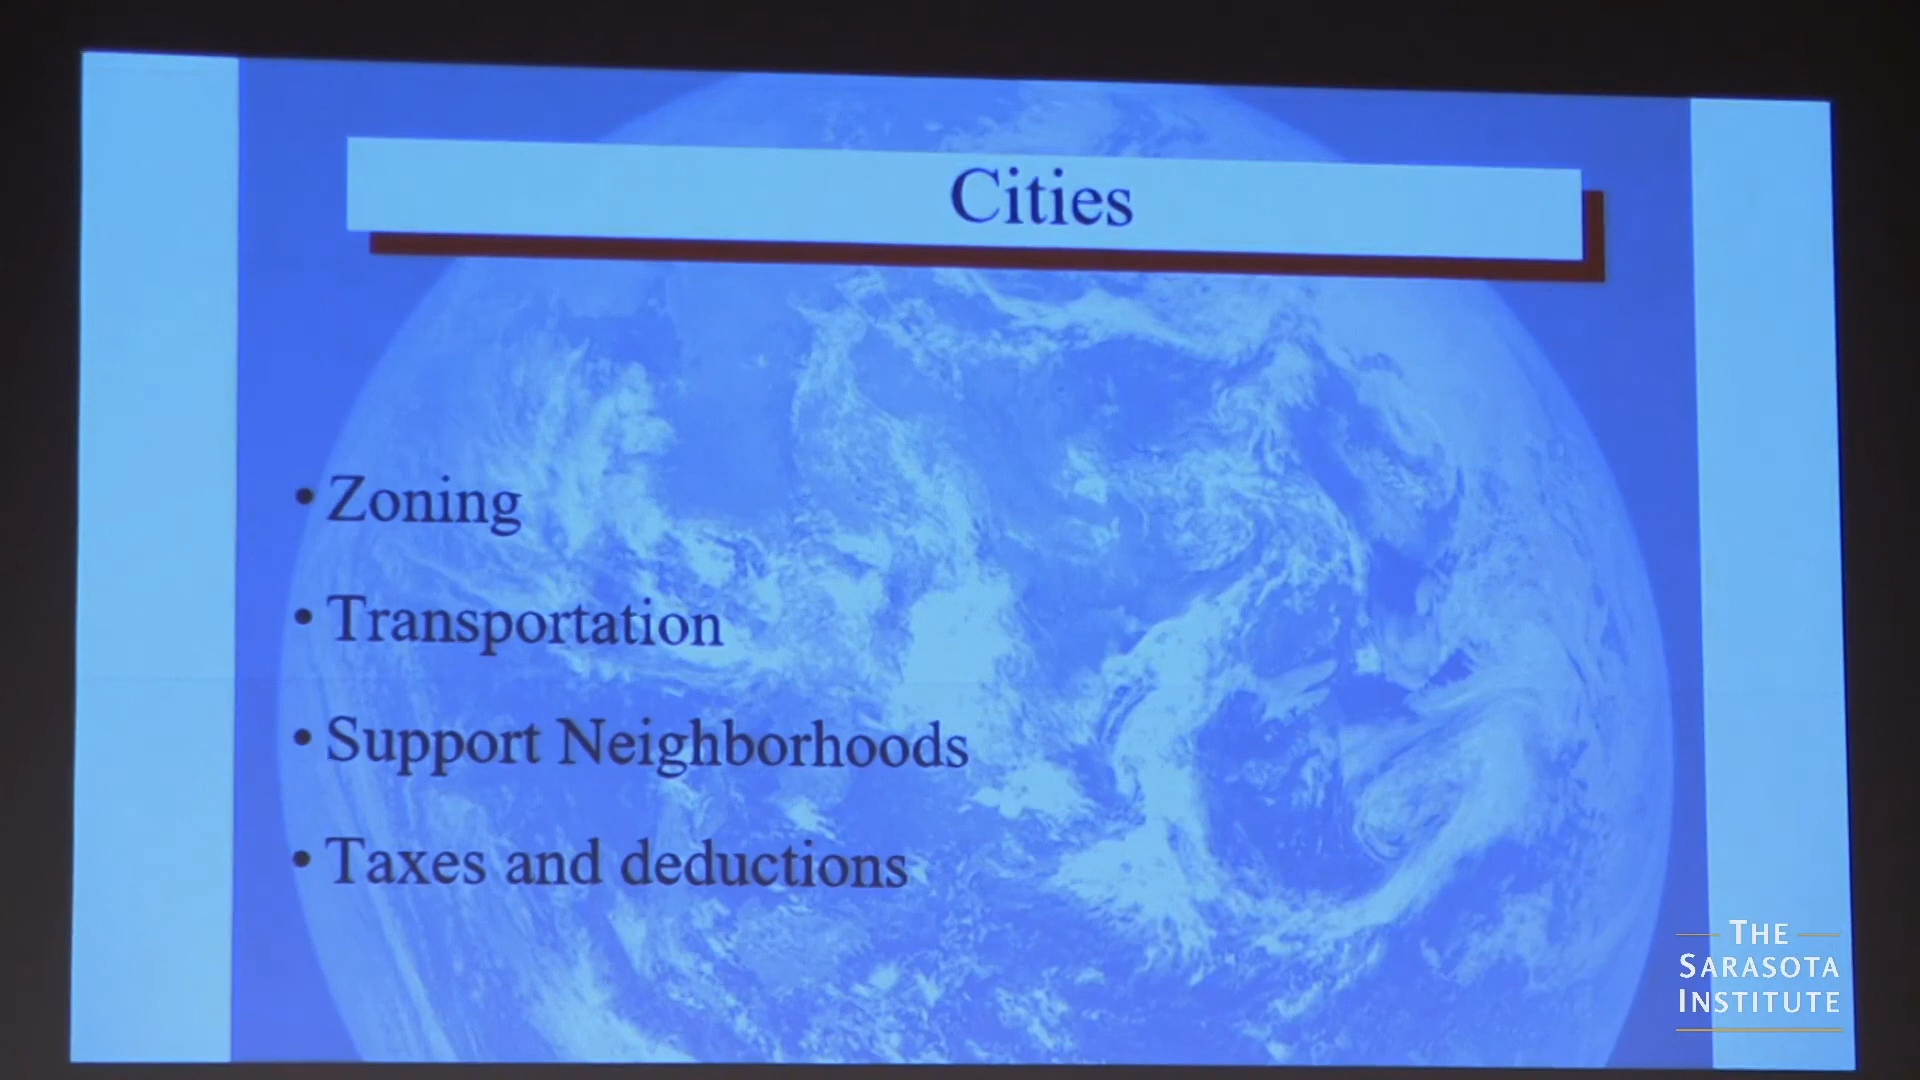 Cities
• Zoning
• Transportation
• Support Neighborhoods
• Taxes and deductions
THE
SARASOTA
INSTITUTE